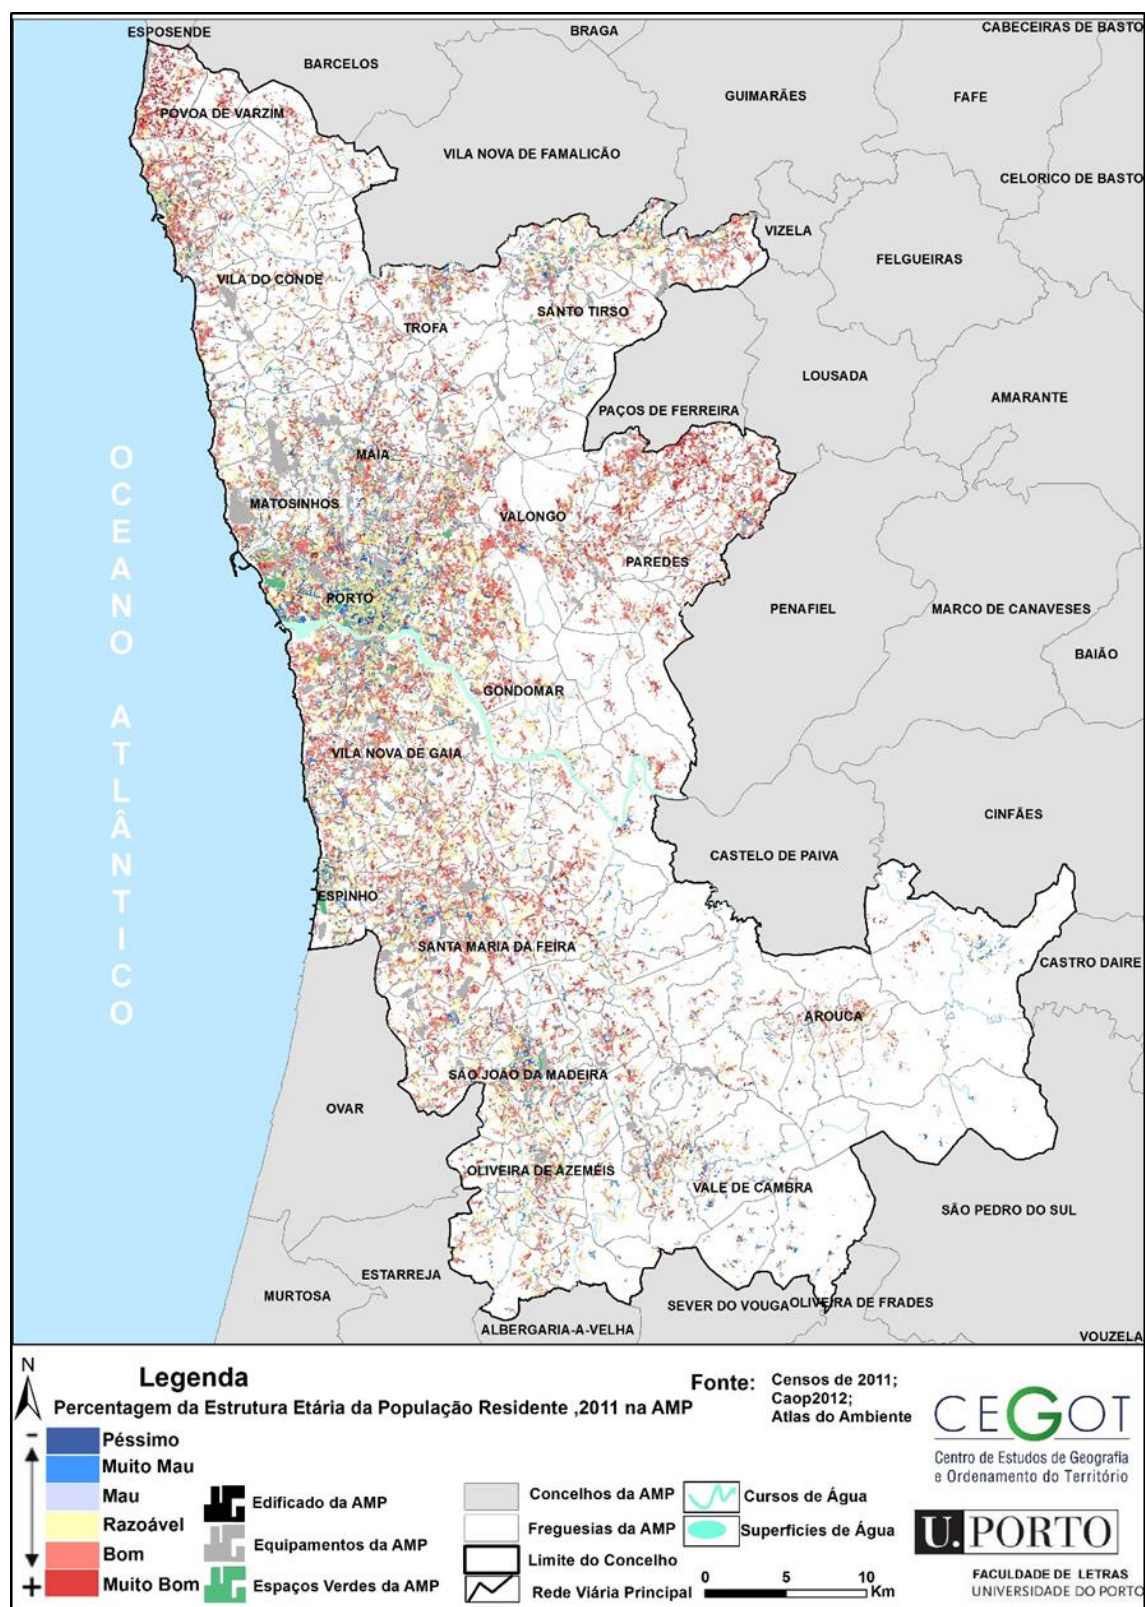 ESPOSENDE
BRAGA
CABECEIRAS DE BASTO
BARCELOS
GUIMARÃES
FAFE
PÓVOA DE VARZIM
VILA NOVA DE FAMALICÃO
CELORICO DE BASTO
VIZELA
FELGUEIRAS
VILA DO CONDE
SANTO TIRSO
TROFA
LOUSADA
AMARANTE
PAÇOS DE FERREIRA
MAIA
MATOSINHOS
VALONGO
PAREDES
PORTO
PENAFIEL
MARCO DE CANAVESES
BAIÃO
OCEANO ATLÂNTICO
GONDOMAR
VILA NOVA DE GAIA
CINFÃES
CASTELO DE PAIVA
ESPINHO
SANTA MARIA DA FEIRA
CASTRO DAIRE
AROUCA
SÃO JOÃO DA MADEIRA
OVAR
OLIVEIRA DE AZEMÉIS
VALE DE CAMBRA
SÃO PEDRO DO SUL
ESTARREJA
MURTOSA
SEVER DO VOUGA
OLIVEIRA DE FRADES
ALBERGARIA-A-VELHA
VOUZELA
N
Legenda
Percentagem da Estrutura Etária da População Residente ,2011 na AMP
-
Péssimo
Muito Mau
Mau
Razoável
Bom
+ Muito Bom
Edificado da AMP
Equipamentos da AMP
Espaços Verdes da AMP
Concelhos da AMP
Freguesias da AMP
Limite do Concelho
Rede Viária Principal
Cursos de Água
Superfícies de Água
0 5 10
Km
Fonte: Censos de 2011;
Caop2012;
Atlas do Ambiente
CEGOT
Centro de Estudos de Geografia
e Ordenamento do Território
U.PORTO
FACULDADE DE LETRAS
UNIVERSIDADE DO PORTO